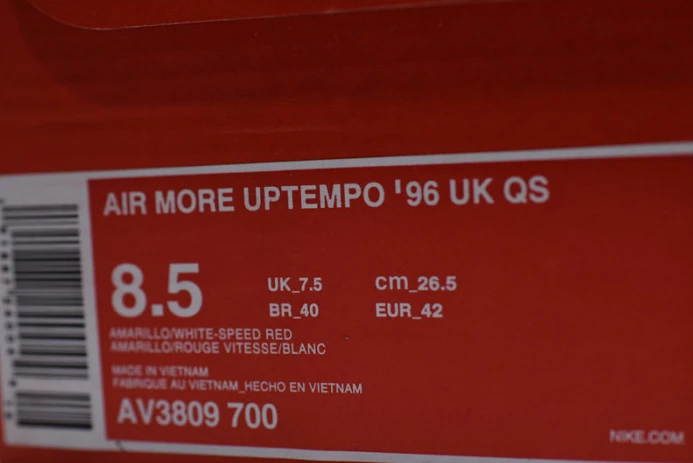 AIR MORE UPTEMPO '96 UK QS
8.5
UK_7.5 cm_26.5
BR_40 EUR_42
AMARILLO/WHITE-SPEED RED
AMARILLO/ROUGE VITESSE/BLANC
MADE IN VIETNAM
FABRIQUE AU VIETNAM_HECHO EN VIETNAM
AV3809 700
NIKE.COM